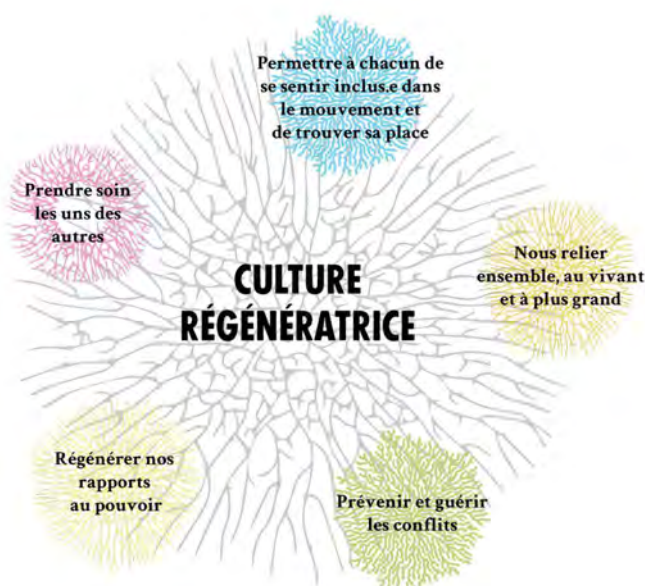 Permettre à chacun de
se sentir inclus.e dans
le mouvement et
de trouver sa place
Prendre soin
les uns des
autres
Nous relier
ensemble, au vivant
et à plus grand
CULTURE
RÉGÉNÉRATRICE
Régénérer nos
rapports
au pouvoir
Prévenir et guérir
les conflits